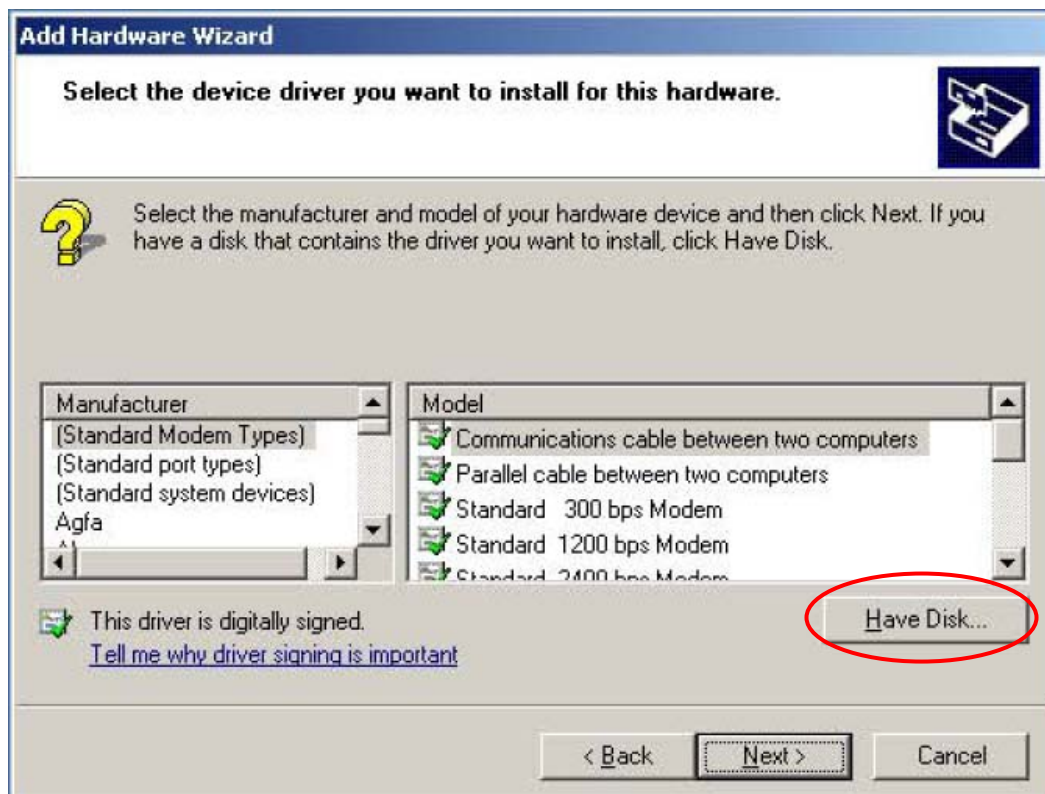 Add Hardware Wizard
Select the device driver you want to install for this hardware.
Select the manufacturer and model of your hardware device and then click Next. If you
have a disk that contains the driver you want to install, click Have Disk.
Manufacturer
(Standard Modem Types)
(Standard port types)
(Standard system devices)
Agfa
Model
Communications cable between two computers
Parallel cable between two computers
Standard 300 bps Modem
Standard 1200 bps Modem
Standard 2400 bps Modem
This driver is digitally signed.
Tell me why driver signing is important
Have Disk...
< Back
Next >
Cancel